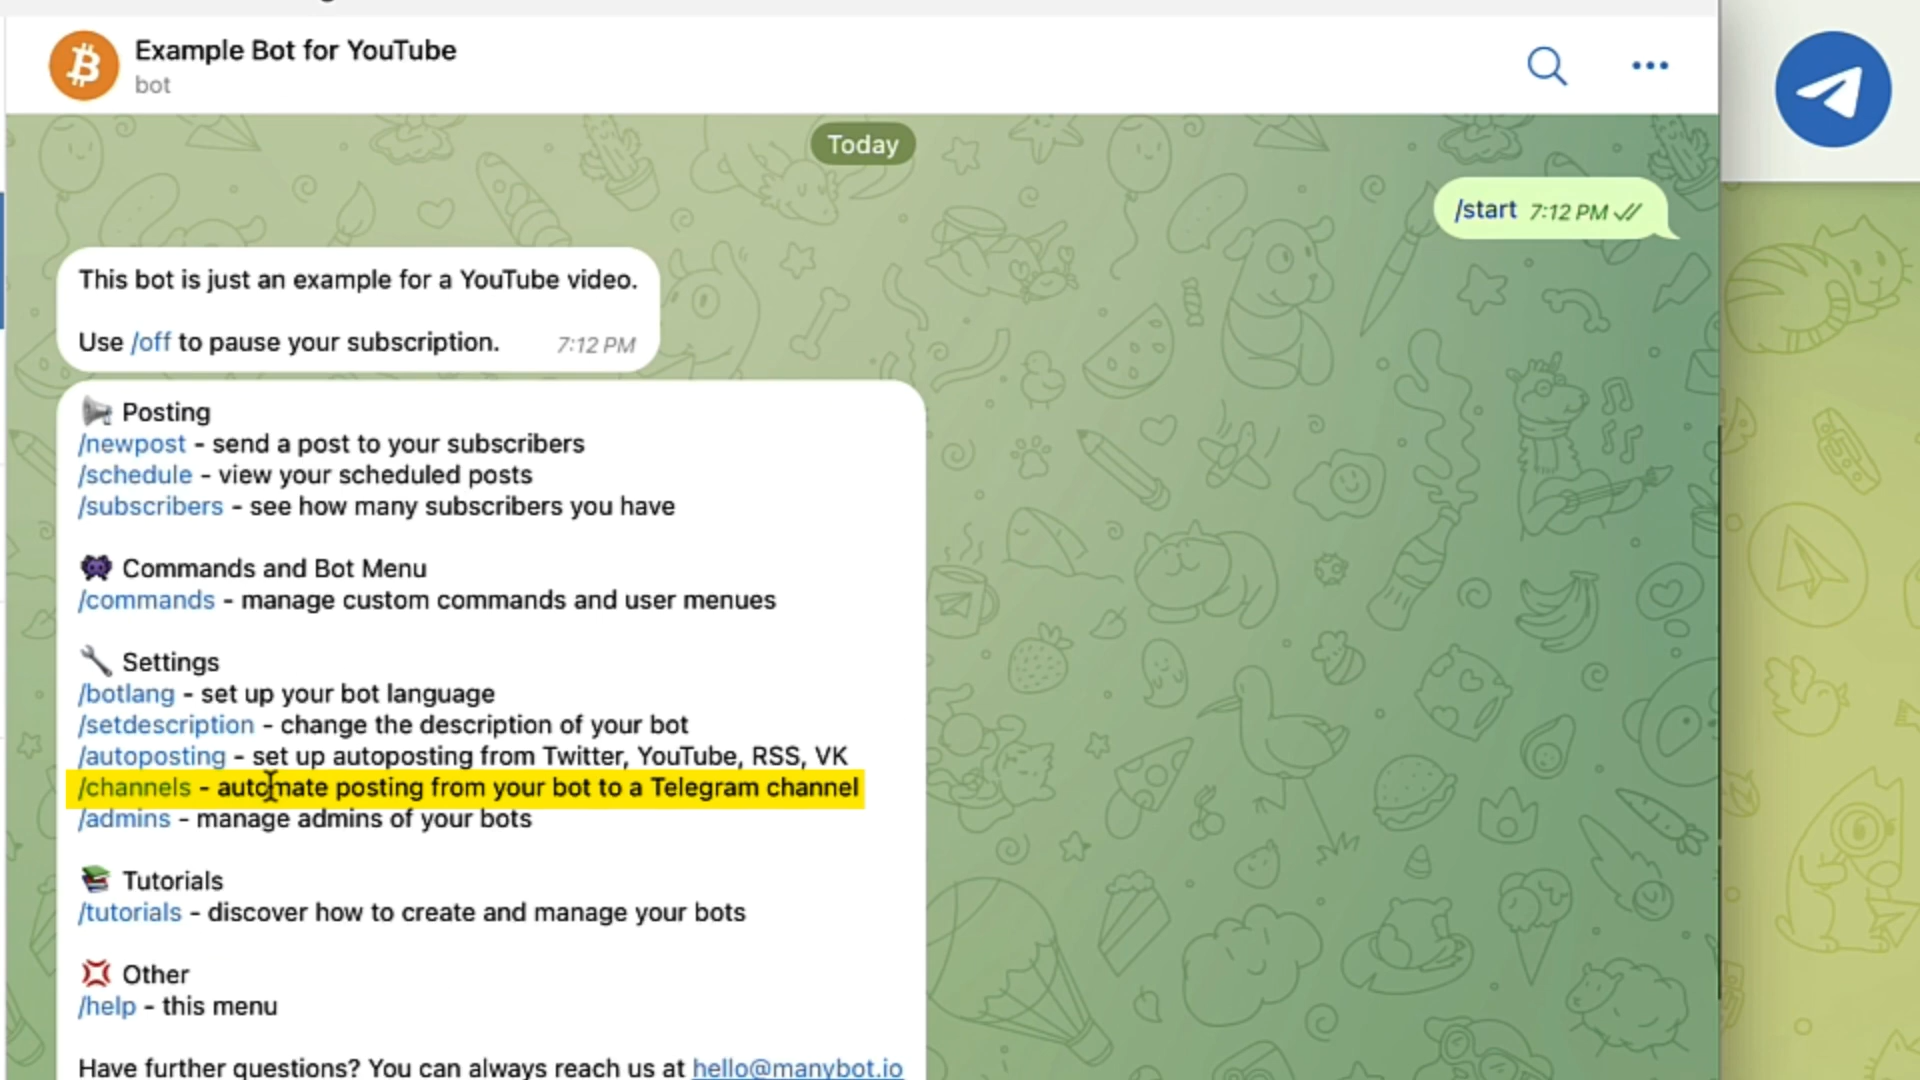 Example Bot for YouTube
bot
Today
/start 7:12 PM
This bot is just an example for a YouTube video.
Use /off to pause your subscription. 7:12 PM
Posting
/newpost - send a post to your subscribers
/schedule - view your scheduled posts
/subscribers - see how many subscribers you have
Commands and Bot Menu
/commands - manage custom commands and user menues
Settings
/botlang - set up your bot language
/setdescription - change the description of your bot
/autoposting - set up autoposting from Twitter, YouTube, RSS, VK
/channels - automate posting from your bot to a Telegram channel
/admins - manage admins of your bots
Tutorials
/tutorials - discover how to create and manage your bots
Other
/help - this menu
Have further questions? You can always reach us at hello@manybot.io